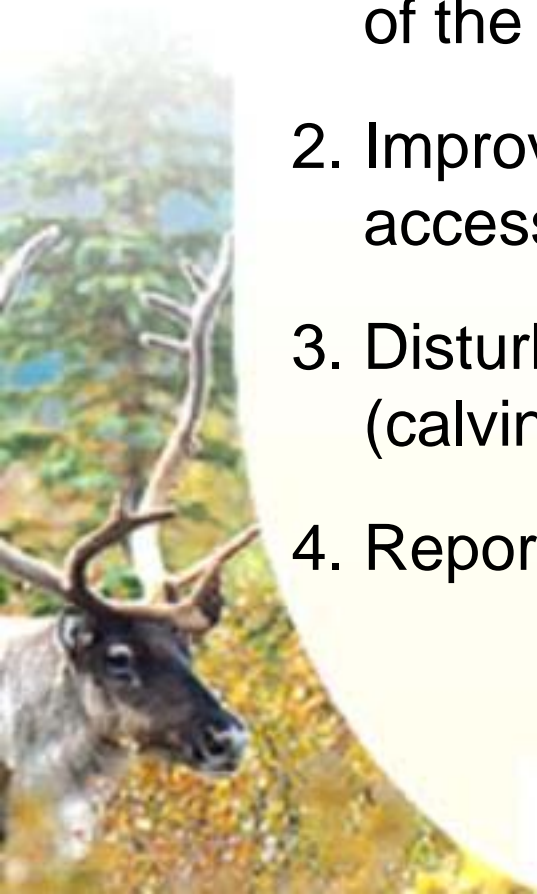 of the
2. Improv
access
3. Disturb
(calvin
4. Repor